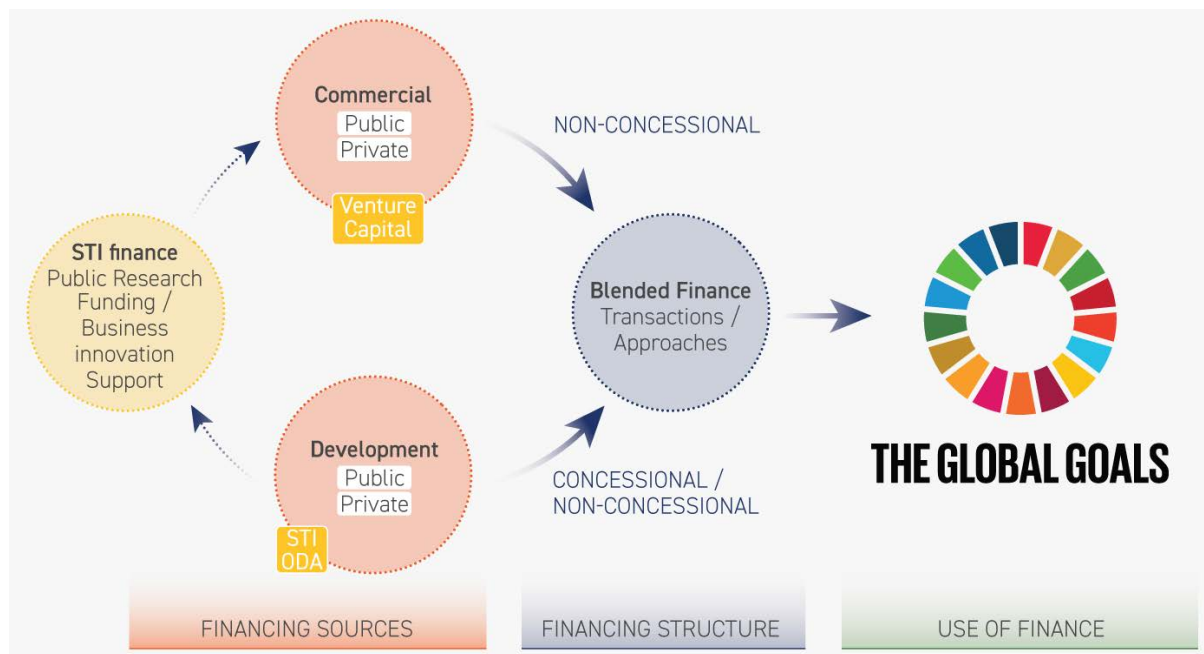 Commercial
Public
Private
Venture
Capital
NON-CONCESSIONAL
STI finance
Public Research
Funding /
Business
innovation
Support
Blended Finance
Transactions /
Approaches
THE GLOBAL GOALS
Development
Public
Private
STI
ODA
CONCESSIONAL /
NON-CONCESSIONAL
FINANCING SOURCES
FINANCING STRUCTURE
USE OF FINANCE